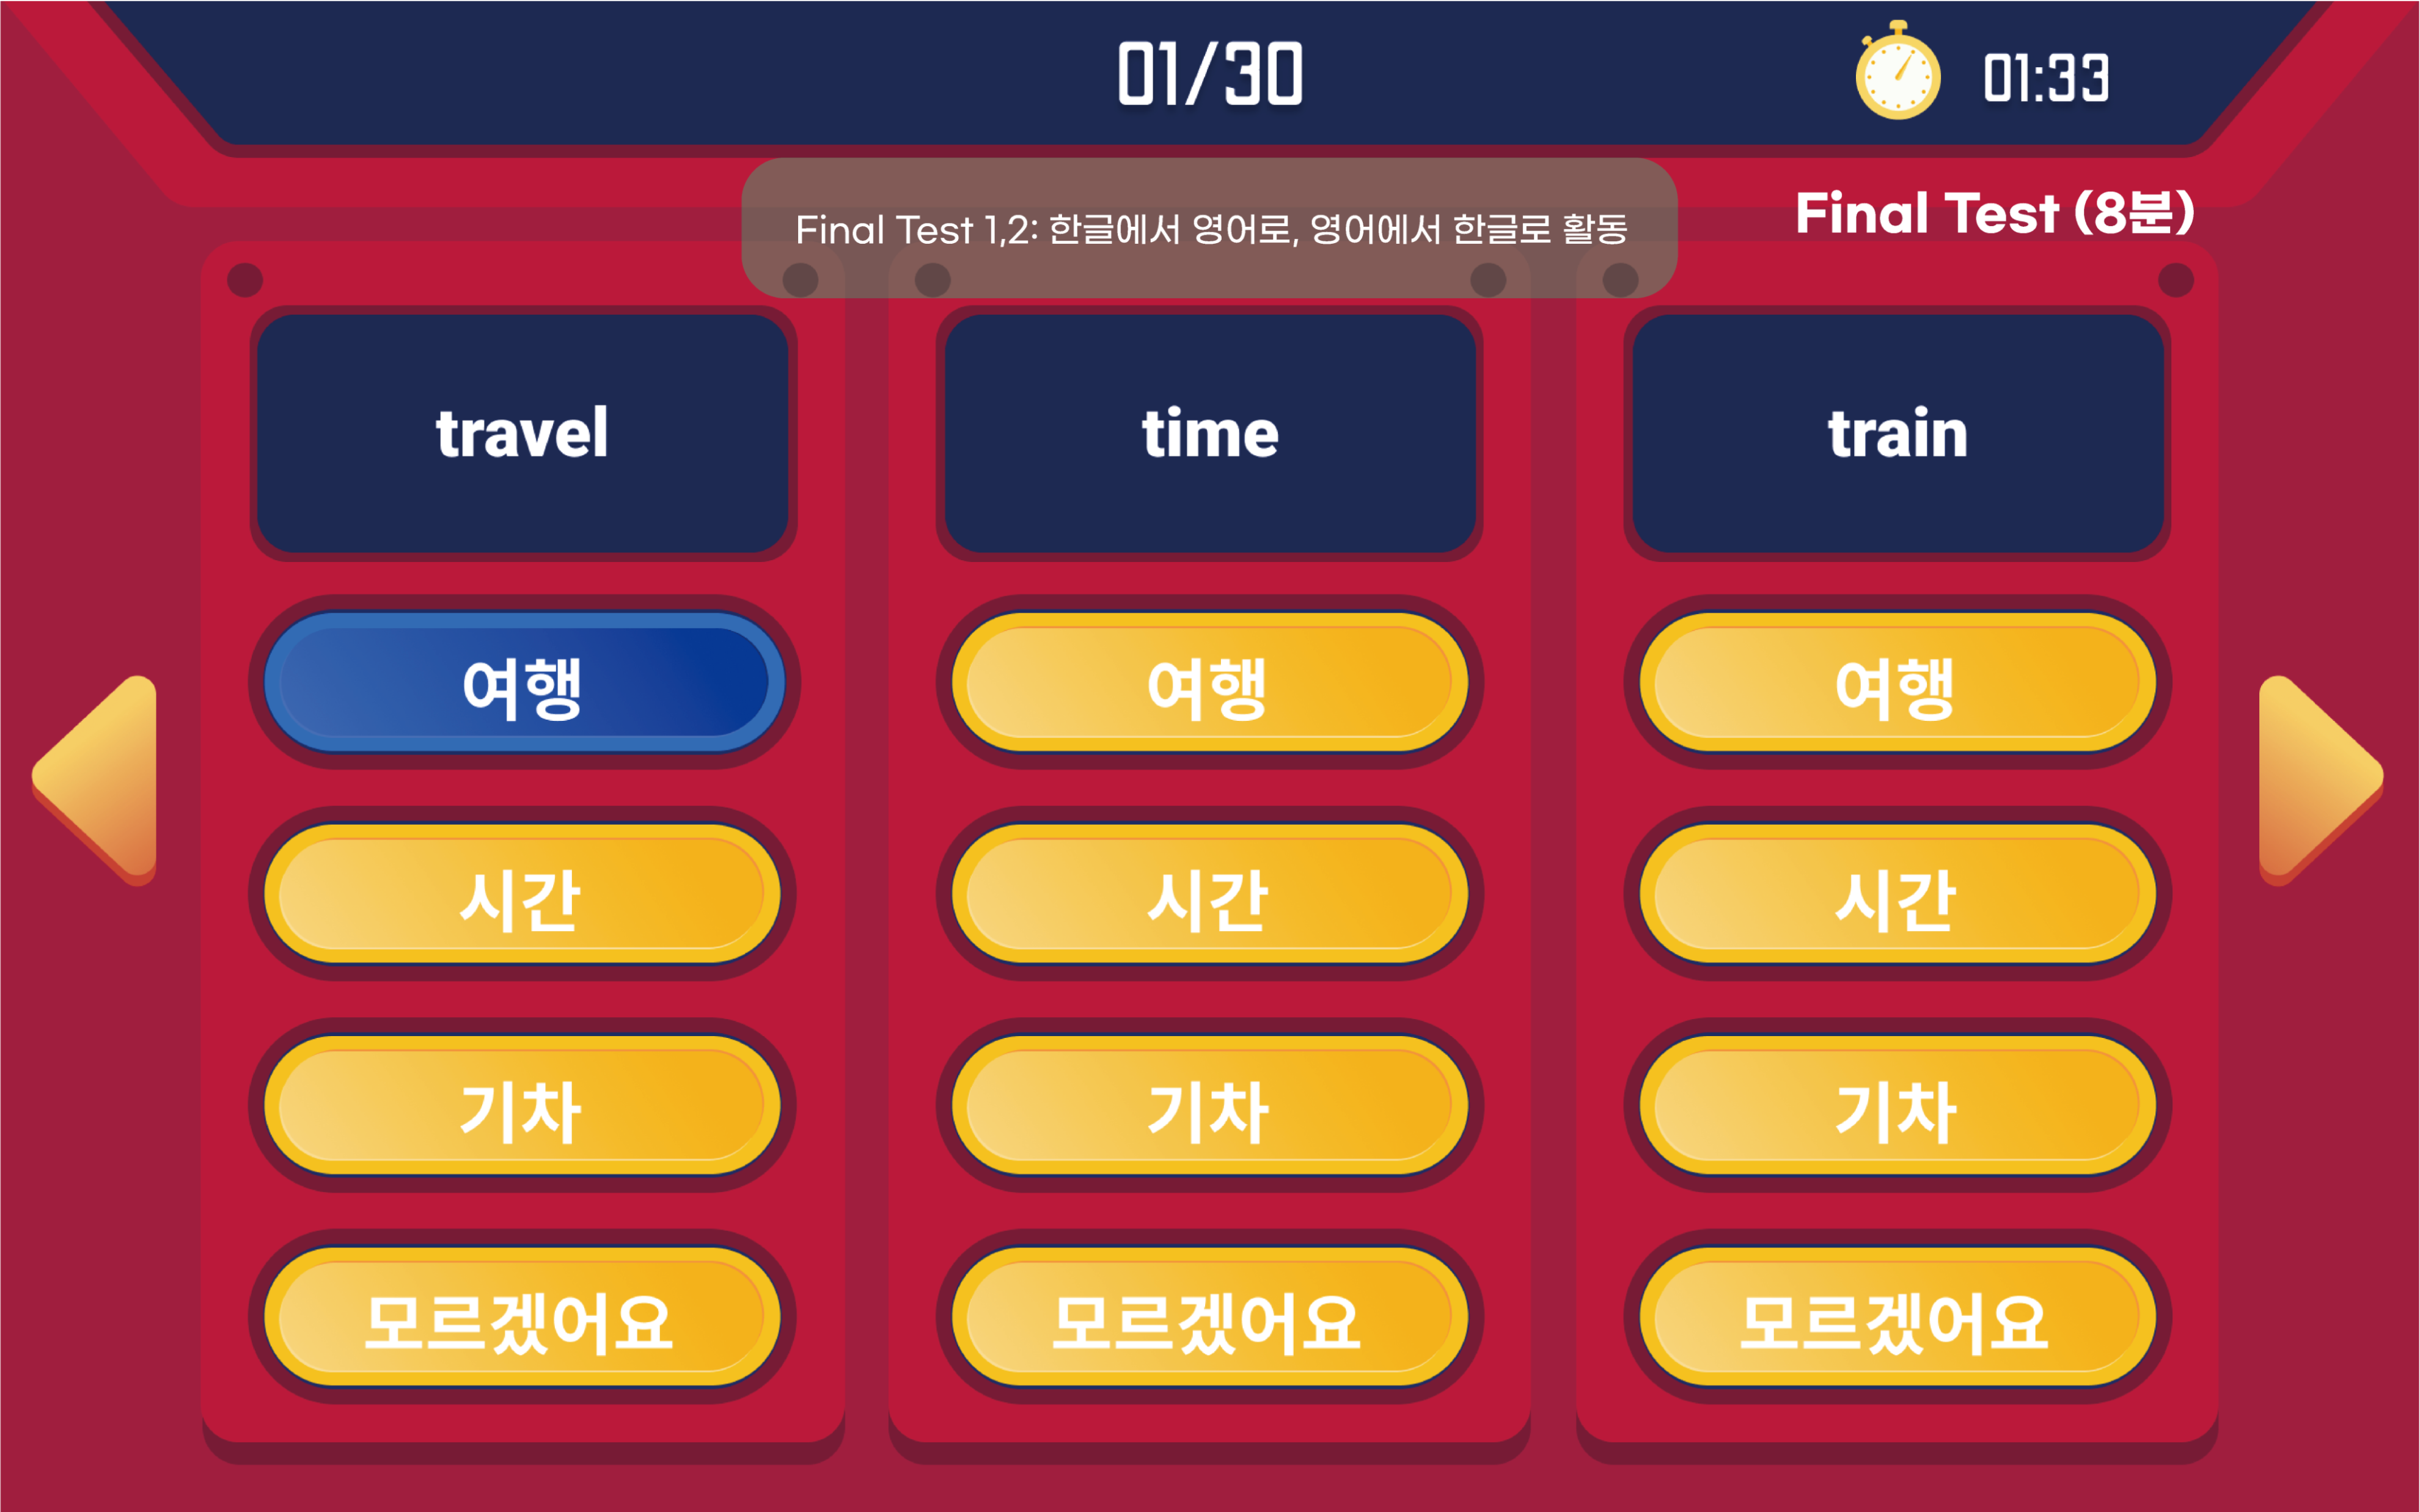 01/30
01:33
Final Test (8분)
Final Test 1,2: 한글에서 영어로, 영어에서 한글로 활동
travel
여행
시간
기차
모르겠어요
time
여행
시간
기차
모르겠어요
train
여행
시간
기차
모르겠어요